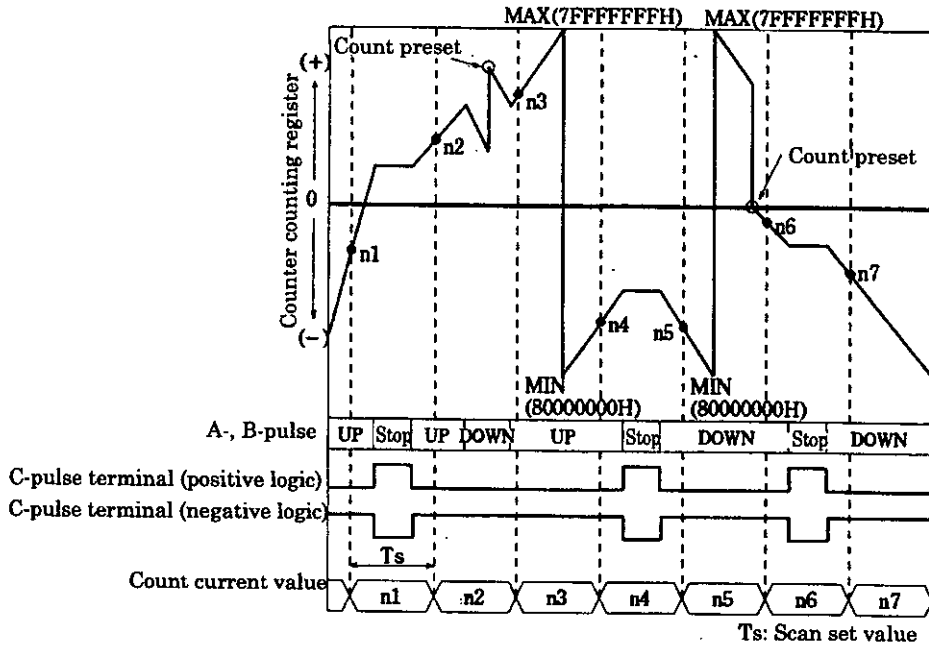 MAX(7FFFFFFFH) MAX(7FFFFFFFH)
Count preset
(+)
n3
n2
Count preset
Counter counting register
0
n1
n6
n7
n4 n5
(−)
MIN MIN
(80000000H) (80000000H)
A-, B-pulse UP Stop UP DOWN UP Stop DOWN Stop DOWN
C-pulse terminal (positive logic)
C-pulse terminal (negative logic)
Ts
Count current value n1 n2 n3 n4 n5 n6 n7
Ts: Scan set value